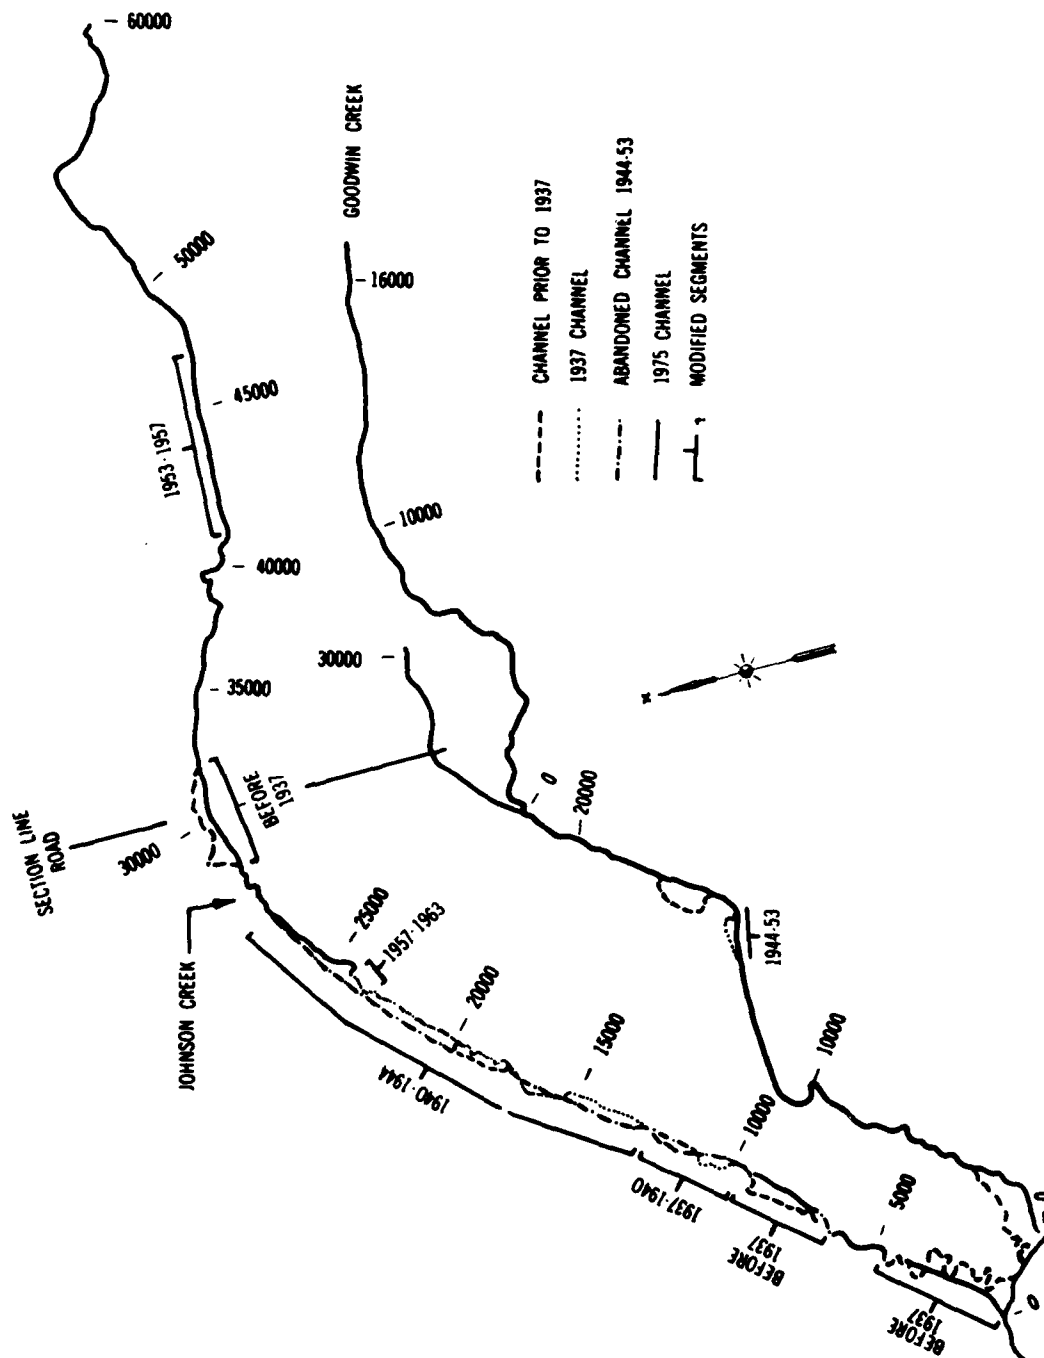 60000
GOODWIN CREEK
50000
16000
CHANNEL PRIOR TO 1937
1937 CHANNEL
ABANDONED CHANNEL 1944-53
1975 CHANNEL
MODIFIED SEGMENTS
45000
1953-1957
10000
40000
30000
35000
SECTION LINE
ROAD
BEFORE
1937
30000
0
20000
JOHNSON CREEK
25000
1957-1963
1944-53
20000
15000
1940-1944
10000
10000
1937-1940
BEFORE
1937
5000
BEFORE
1937
0
0